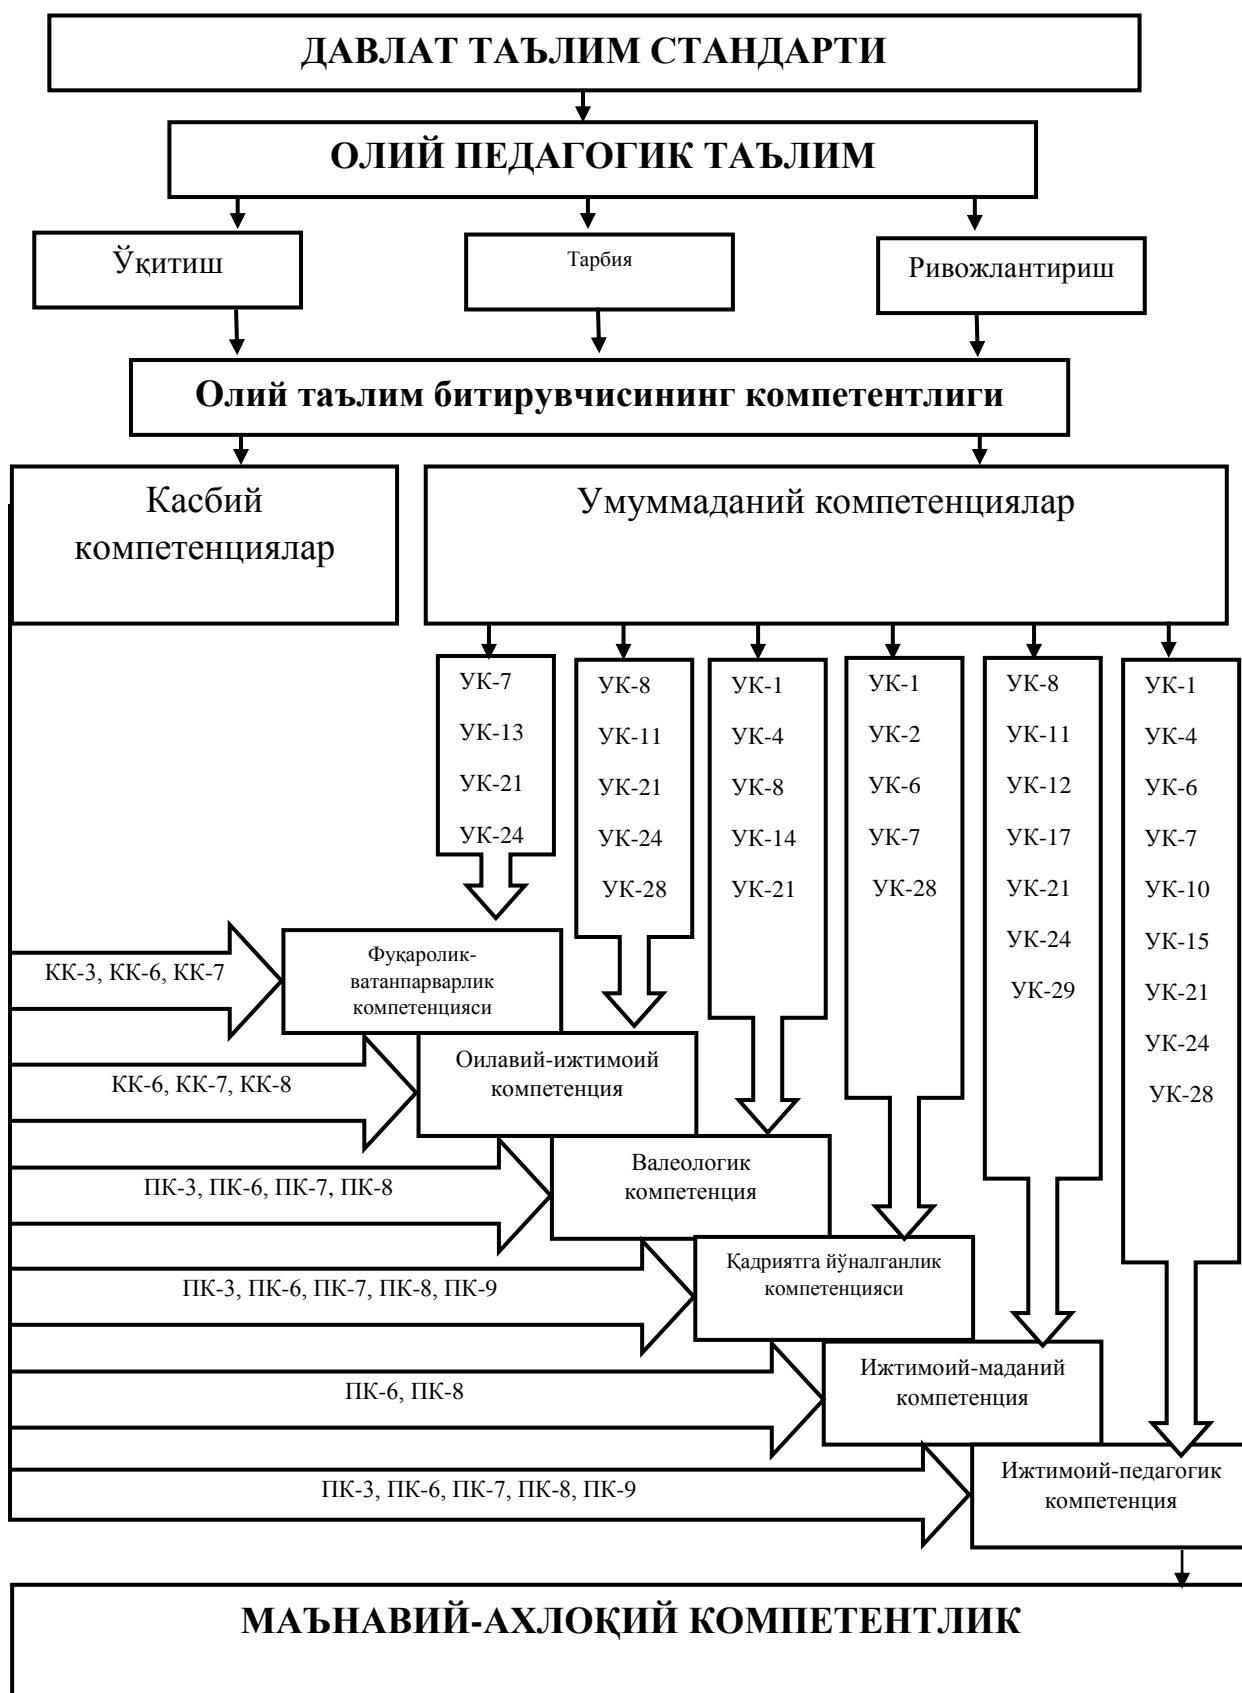 ДАВЛАТ ТАЪЛИМ СТАНДАРТИ
ОЛИЙ ПЕДАГОГИК ТАЪЛИМ
Ўқитиш
Тарбия
Ривожлантириш
Олий таълим битирувчисининг компетентлиги
Касбий
компетенциялар
Умуммаданий компетенциялар
УК-7
УК-13
УК-21
УК-24
УК-8
УК-11
УК-21
УК-24
УК-28
УК-1
УК-4
УК-8
УК-14
УК-21
УК-1
УК-2
УК-6
УК-7
УК-28
УК-8
УК-11
УК-12
УК-17
УК-21
УК-24
УК-29
УК-1
УК-4
УК-6
УК-7
УК-10
УК-15
УК-21
УК-24
УК-28
КК-3, КК-6, КК-7
Фуқаролик-
ватанпарварлик
компетенцияси
КК-6, КК-7, КК-8
Оилавий-ижтимоий
компетенция
ПК-3, ПК-6, ПК-7, ПК-8
Валеологик
компетенция
ПК-3, ПК-6, ПК-7, ПК-8, ПК-9
Қадриятга йўналганлик
компетенцияси
ПК-6, ПК-8
Ижтимоий-маданий
компетенция
ПК-3, ПК-6, ПК-7, ПК-8, ПК-9
Ижтимоий-педагогик
компетенция
МАЪНАВИЙ-АХЛОҚИЙ КОМПЕТЕНТЛИК